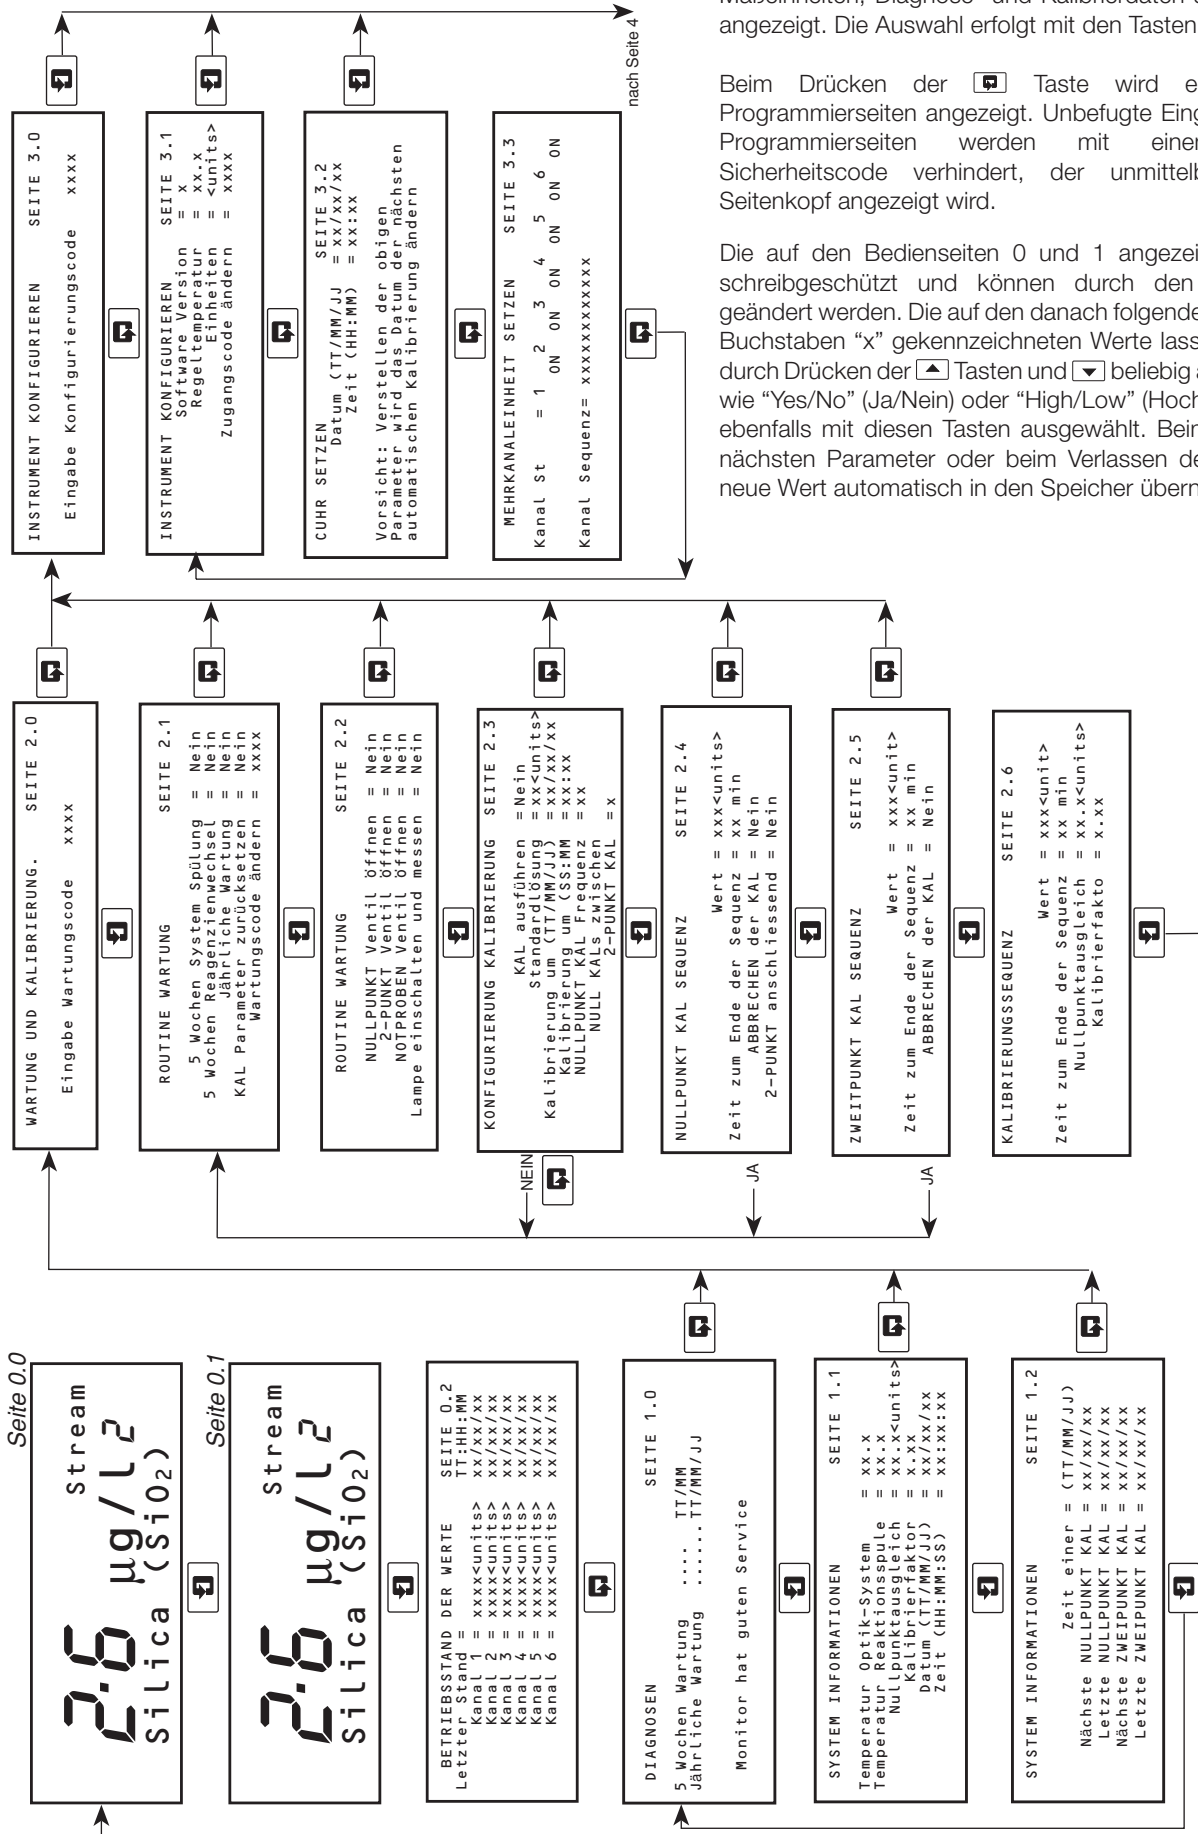 Maßeinheiten, Diagnose- und Kalibrierdaten
angezeigt. Die Auswahl erfolgt mit den Tasten
Beim Drücken der Taste wird
Programmierseiten angezeigt. Unbefugte
Programmierseiten werden mit
Sicherheitscode verhindert, der
Seitenkopf angezeigt wird.
Die auf den Bedienseiten 0 und 1
schreibgeschützt und können durch den
geändert werden. Die auf den danach
Buchstaben “x” gekennzeichneten Werte
durch Drücken der Tasten und beliebig
wie “Yes/No” (Ja/Nein) oder “High/Low”
ebenfalls mit diesen Tasten ausgewählt.
nächsten Parameter oder beim Verlassen
neue Wert automatisch in den Speicher
Seite 0.0
2.6 µg/l Stream 2
Silica (SiO2)
Seite 0.1
2.6 µg/l Stream 2
Silica (SiO2)
BETRIEBSSTAND DER WERTE SEITE 0.2
Letzter Stand = TT:HH:MM
Kanal 1 = xxxx<units> xx/xx/xx
Kanal 2 = xxxx<units> xx/xx/xx
Kanal 3 = xxxx<units> xx/xx/xx
Kanal 4 = xxxx<units> xx/xx/xx
Kanal 5 = xxxx<units> xx/xx/xx
Kanal 6 = xxxx<units> xx/xx/xx
DIAGNOSEN SEITE 1.0
5 Wochen Wartung .... TT/MM
Jährliche Wartung ......TT/MM/JJ
Monitor hat guten Service
SYSTEM INFORMATIONEN SEITE 1.1
Temperatur Optik-System = xx.x
Temperatur Reaktionsspule = xx.x
Nullpunktausgleich = xx.x<units>
Kalibrierfaktor = x.xx
Datum (TT/MM/JJ) = xx/xx/xx
Zeit (HH:MM:SS) = xx:xx:xx
SYSTEM INFORMATIONEN SEITE 1.2
Zeit einer = (TT/MM/JJ)
Nächste NULLPUNKT KAL = xx/xx/xx
Letzte NULLPUNKT KAL = xx/xx/xx
Nächste ZWEIPUNKT KAL = xx/xx/xx
Letzte ZWEIPUNKT KAL = xx/xx/xx
WARTUNG UND KALIBRIERUNG. SEITE 2.0
Eingabe Wartungscode xxxx
ROUTINE WARTUNG SEITE 2.1
5 Wochen System Spülung = Nein
5 Wochen Reagenzienwechsel = Nein
Jährliche Wartung = Nein
KAL Parameter zurücksetzen = Nein
Wartungscode ändern = xxxx
ROUTINE WARTUNG SEITE 2.2
NULLPUNKT Ventil öffnen = Nein
2-PUNKT Ventil öffnen = Nein
NOTPROBEN Ventil öffnen = Nein
Lampe einschalten und messen = Nein
KONFIGURIERUNG KALIBRIERUNG SEITE 2.3
KAL ausführen =Nein
Standardlösung = xx<units>
Kalibrierung um (TT/MM/JJ) = xx/xx/xx
Kalibrierung um (SS:MM = xx:xx
NULLPUNKT KAL Frequenz = xx
NULL KALs zwischen
2-PUNKT KAL = x
NEIN
NULLPUNKT KAL SEQUENZ SEITE 2.4
Wert = xxx<units>
Zeit zum Ende der Sequenz = xx min
ABBRECHEN der KAL = Nein
2-PUNKT anschliessend = Nein
JA
ZWEITPUNKT KAL SEQUENZ SEITE 2.5
Wert = xxx<unit>
Zeit zum Ende der Sequenz = xx min
ABBRECHEN der KAL = Nein
JA
KALIBRIERUNGSSEQUENZ SEITE 2.6
Wert = xxx<unit>
Zeit zum Ende der Sequenz = xx min
Nullpunktausgleich = xx.x<units>
Kalibrierfakto = x.xx
INSTRUMENT KONFIGURIEREN SEITE 3.0
Eingabe Konfigurierungscode xxxx
INSTRUMENT KONFIGURIEREN SEITE 3.1
Software Version = x
Regeltemperatur = xx.x
Einheiten = <units>
Zugangscode ändern = xxxx
CUHR SETZEN SEITE 3.2
Datum (TT/MM/JJ = xx/xx/xx
Zeit (HH:MM) = xx:xx
Vorsicht: Verstellen der obigen
Parameter wird das Datum der nächsten
automatischen Kalibrierung ändern
MEHRKANALEINHEIT SETZEN SEITE 3.3
Kanal St = 1 2 3 4 5 6
ON ON ON ON ON ON
Kanal Sequenz= xxxxxxxxxxxxx
nach Seite 4